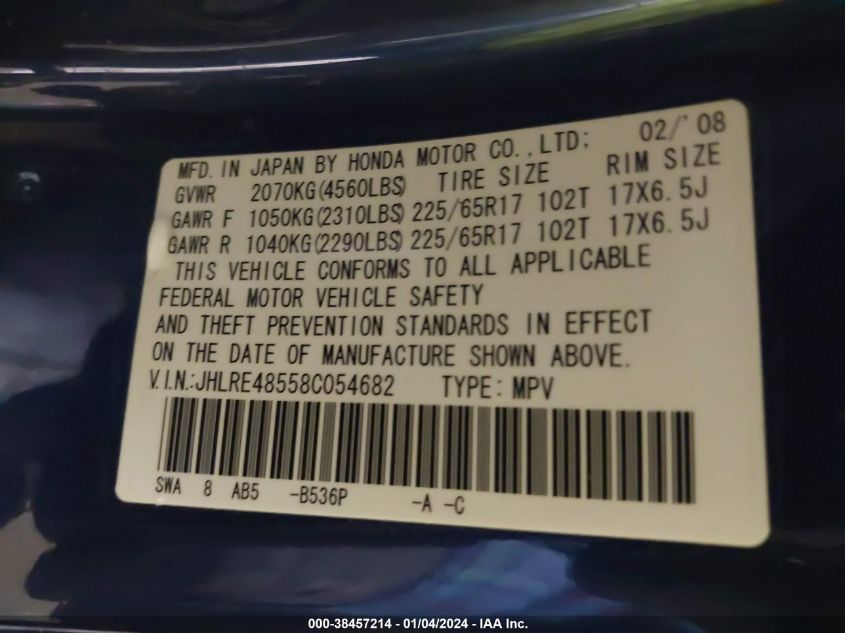 MFD. IN JAPAN BY HONDA MOTOR CO.,LTD: 02/'08
GVWR 2070KG(4560LBS) TIRE SIZE RIM SIZE
GAWR F 1050KG(2310LBS) 225/65R17 102T 17X6.5J
GAWR R 1040KG(2290LBS) 225/65R17 102T 17X6.5J
THIS VEHICLE CONFORMS TO ALL APPLICABLE
FEDERAL MOTOR VEHICLE SAFETY
AND THEFT PREVENTION STANDARDS IN EFFECT
ON THE DATE OF MANUFACTURE SHOWN ABOVE.
V.I.N.:JHLRE48558C054682 TYPE: MPV
SWA 8 AB5 -B536P -A -C
000-38457214 - 01/04/2024 - IAA Inc.